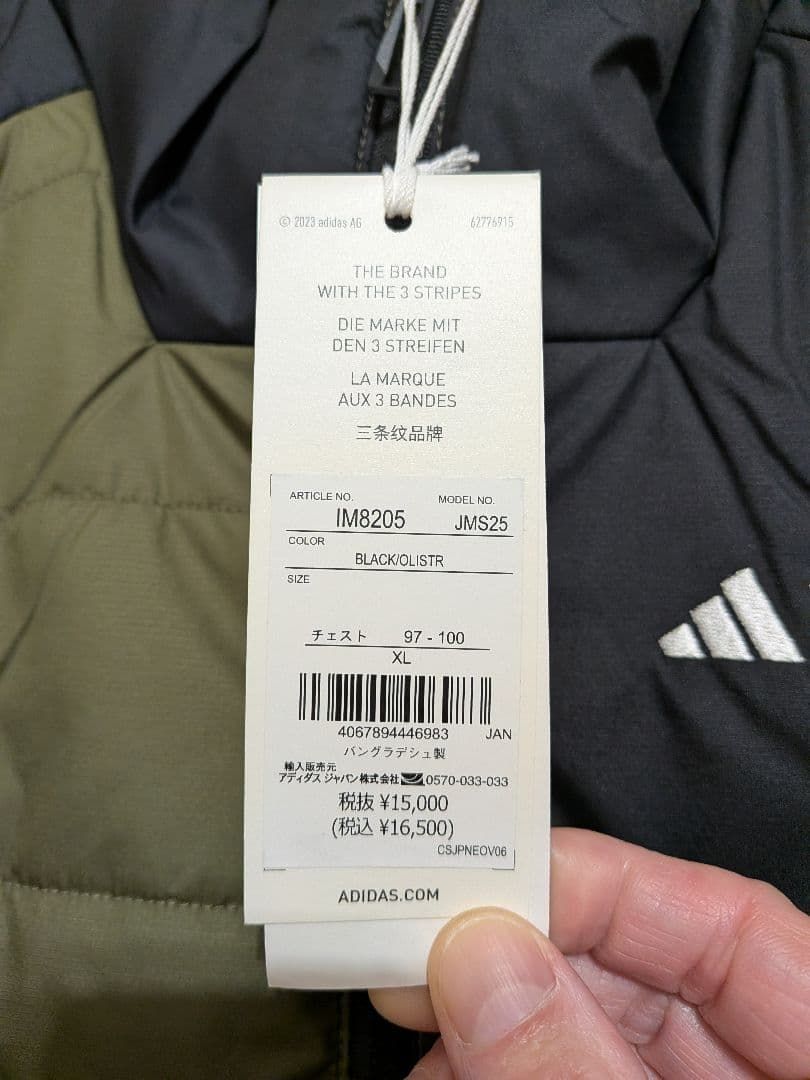 © 2023 adidas AG 62776915
THE BRAND
WITH THE 3 STRIPES
DIE MARKE MIT
DEN 3 STREIFEN
LA MARQUE
AUX 3 BANDES
三条纹品牌
ARTICLE NO. MODEL NO.
IM8205 JMS25
COLOR
BLACK/OLISTR
SIZE
チェスト 97 - 100
XL
4067894446983 JAN
バングラデシュ製
輸入販売元
アディダス ジャパン株式会社 0570-033-033
税抜 ¥15,000
(税込 ¥16,500)
CSJPNEOV06
ADIDAS.COM